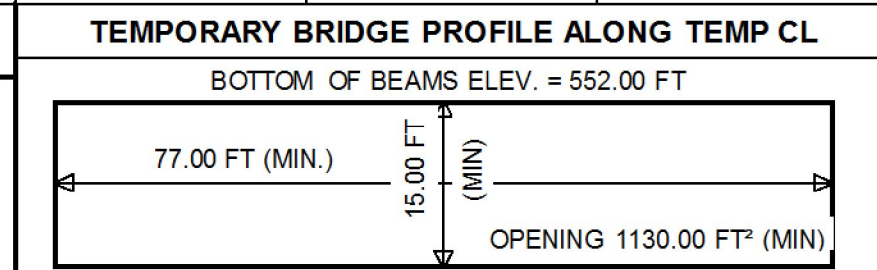 TEMPORARY BRIDGE PROFILE ALONG TEMP CL
BOTTOM OF BEAMS ELEV. = 552.00 FT
77.00 FT (MIN.)
15.00 FT
(MIN)
OPENING 1130.00 FT² (MIN)